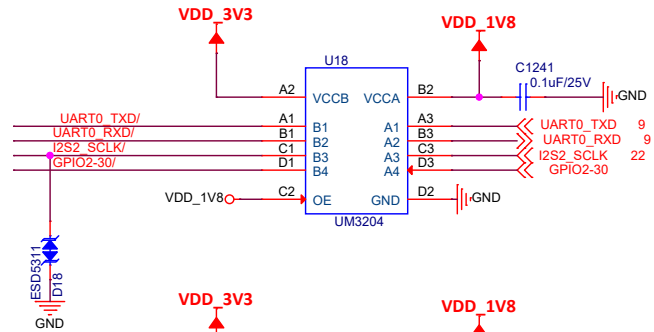 VDD_3V3
VDD_1V8
U18
C1241
0.1uF/25V
GND
A2
VCCB
VCCA
B2
UART0_TXD/
A1
B1
A1
A3
UART0_TXD
9
UART0_RXD/
B1
B2
A2
B3
UART0_RXD
9
I2S2_SCLK/
C1
B3
A3
C3
I2S2_SCLK
22
GPIO2-30/
D1
B4
A4
D3
GPIO2-30
VDD_1V8
C2
OE
GND
D2
GND
UM3204
ESD5311
D18
GND
VDD_3V3
VDD_1V8